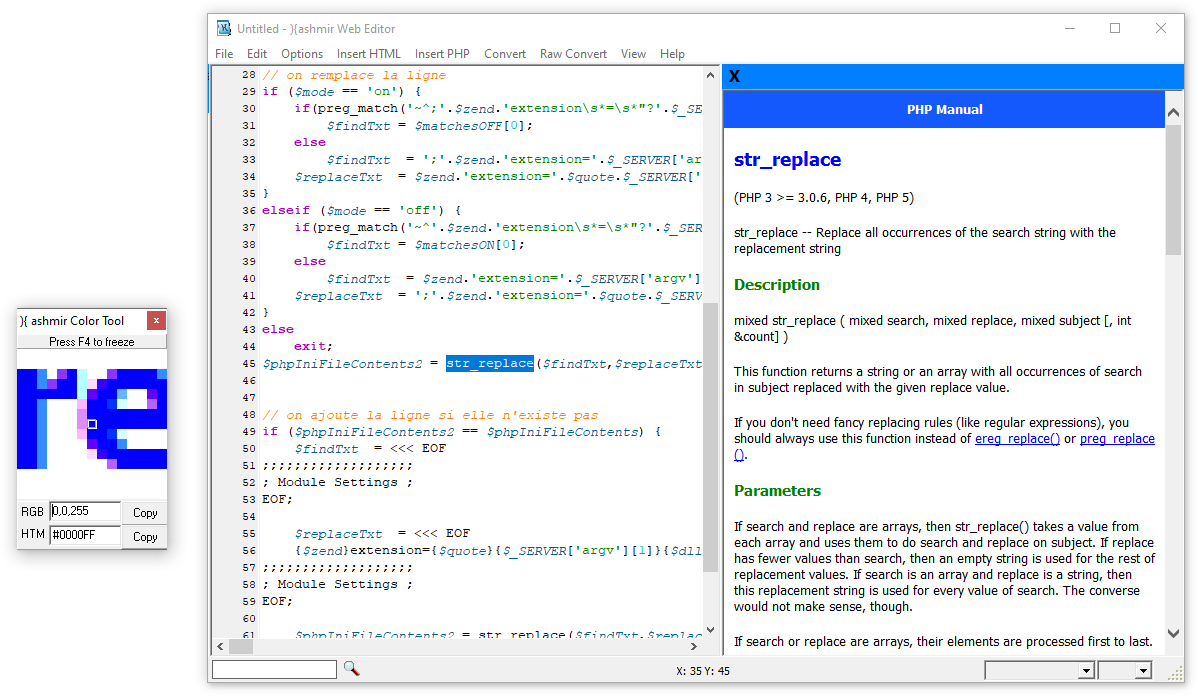 Untitled - ){ashmir Web Editor
File Edit Options Insert HTML Insert PHP Convert Raw Convert View Help
28 // on remplace la ligne
29 if ($mode == 'on') {
30 if(preg_match('~^;'.$zend.'extension\s*=\s*"?'.$_SE
31 $findTxt = $matchesOFF[0];
32 else
33 $findTxt = ';'.$zend.'extension='.$_SERVER['ar
34 $replaceTxt = $zend.'extension='.$quote.$_SERVER['
35 }
36 elseif ($mode == 'off') {
37 if(preg_match('~^'.$zend.'extension\s*=\s*"?'.$_SER
38 $findTxt = $matchesON[0];
39 else
40 $findTxt = $zend.'extension='.$_SERVER['argv']
41 $replaceTxt = ';'.$zend.'extension='.$quote.$_SERV
42 }
43 else
44 exit;
45 $phpIniFileContents2 = str_replace($findTxt,$replaceTxt
46
47
48 // on ajoute la ligne si elle n'existe pas
49 if ($phpIniFileContents2 == $phpIniFileContents) {
50 $findTxt = <<< EOF
51 ;;;;;;;;;;;;;;;;;;;
52 ; Module Settings ;
53 EOF;
54
55 $replaceTxt = <<< EOF
56 {$zend}extension={$quote}{$_SERVER['argv'][1]}{$dll
57 ;;;;;;;;;;;;;;;;;;;
58 ; Module Settings ;
59 EOF;
60
61 $phpIniFileContents2 = str_replace($findTxt,$replac
X: 35 Y: 45
X
PHP Manual
str_replace
(PHP 3 >= 3.0.6, PHP 4, PHP 5)
str_replace -- Replace all occurrences of the search string with the
replacement string
Description
mixed str_replace ( mixed search, mixed replace, mixed subject [, int
&count] )
This function returns a string or an array with all occurrences of search
in subject replaced with the given replace value.
If you don't need fancy replacing rules (like regular expressions), you
should always use this function instead of ereg_replace() or preg_replace
().
Parameters
If search and replace are arrays, then str_replace() takes a value from
each array and uses them to do search and replace on subject. If replace
has fewer values than search, then an empty string is used for the rest of
replacement values. If search is an array and replace is a string, then
this replacement string is used for every value of search. The converse
would not make sense, though.
If search or replace are arrays, their elements are processed first to last.
){ ashmir Color Tool x
Press F4 to freeze
re
RGB 0,0,255 Copy
HTM #0000FF Copy